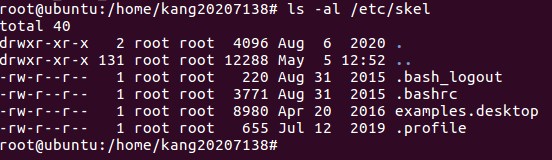 root@ubuntu:/home/kang20207138# ls -al /etc/skel
total 40
drwxr-xr-x   2 root root  4096 Aug  6  2020 .
drwxr-xr-x 131 root root 12288 May  5 12:52 ..
-rw-r--r--   1 root root   220 Aug 31  2015 .bash_logout
-rw-r--r--   1 root root  3771 Aug 31  2015 .bashrc
-rw-r--r--   1 root root  8980 Apr 20  2016 examples.desktop
-rw-r--r--   1 root root   655 Jul 12  2019 .profile
root@ubuntu:/home/kang20207138#